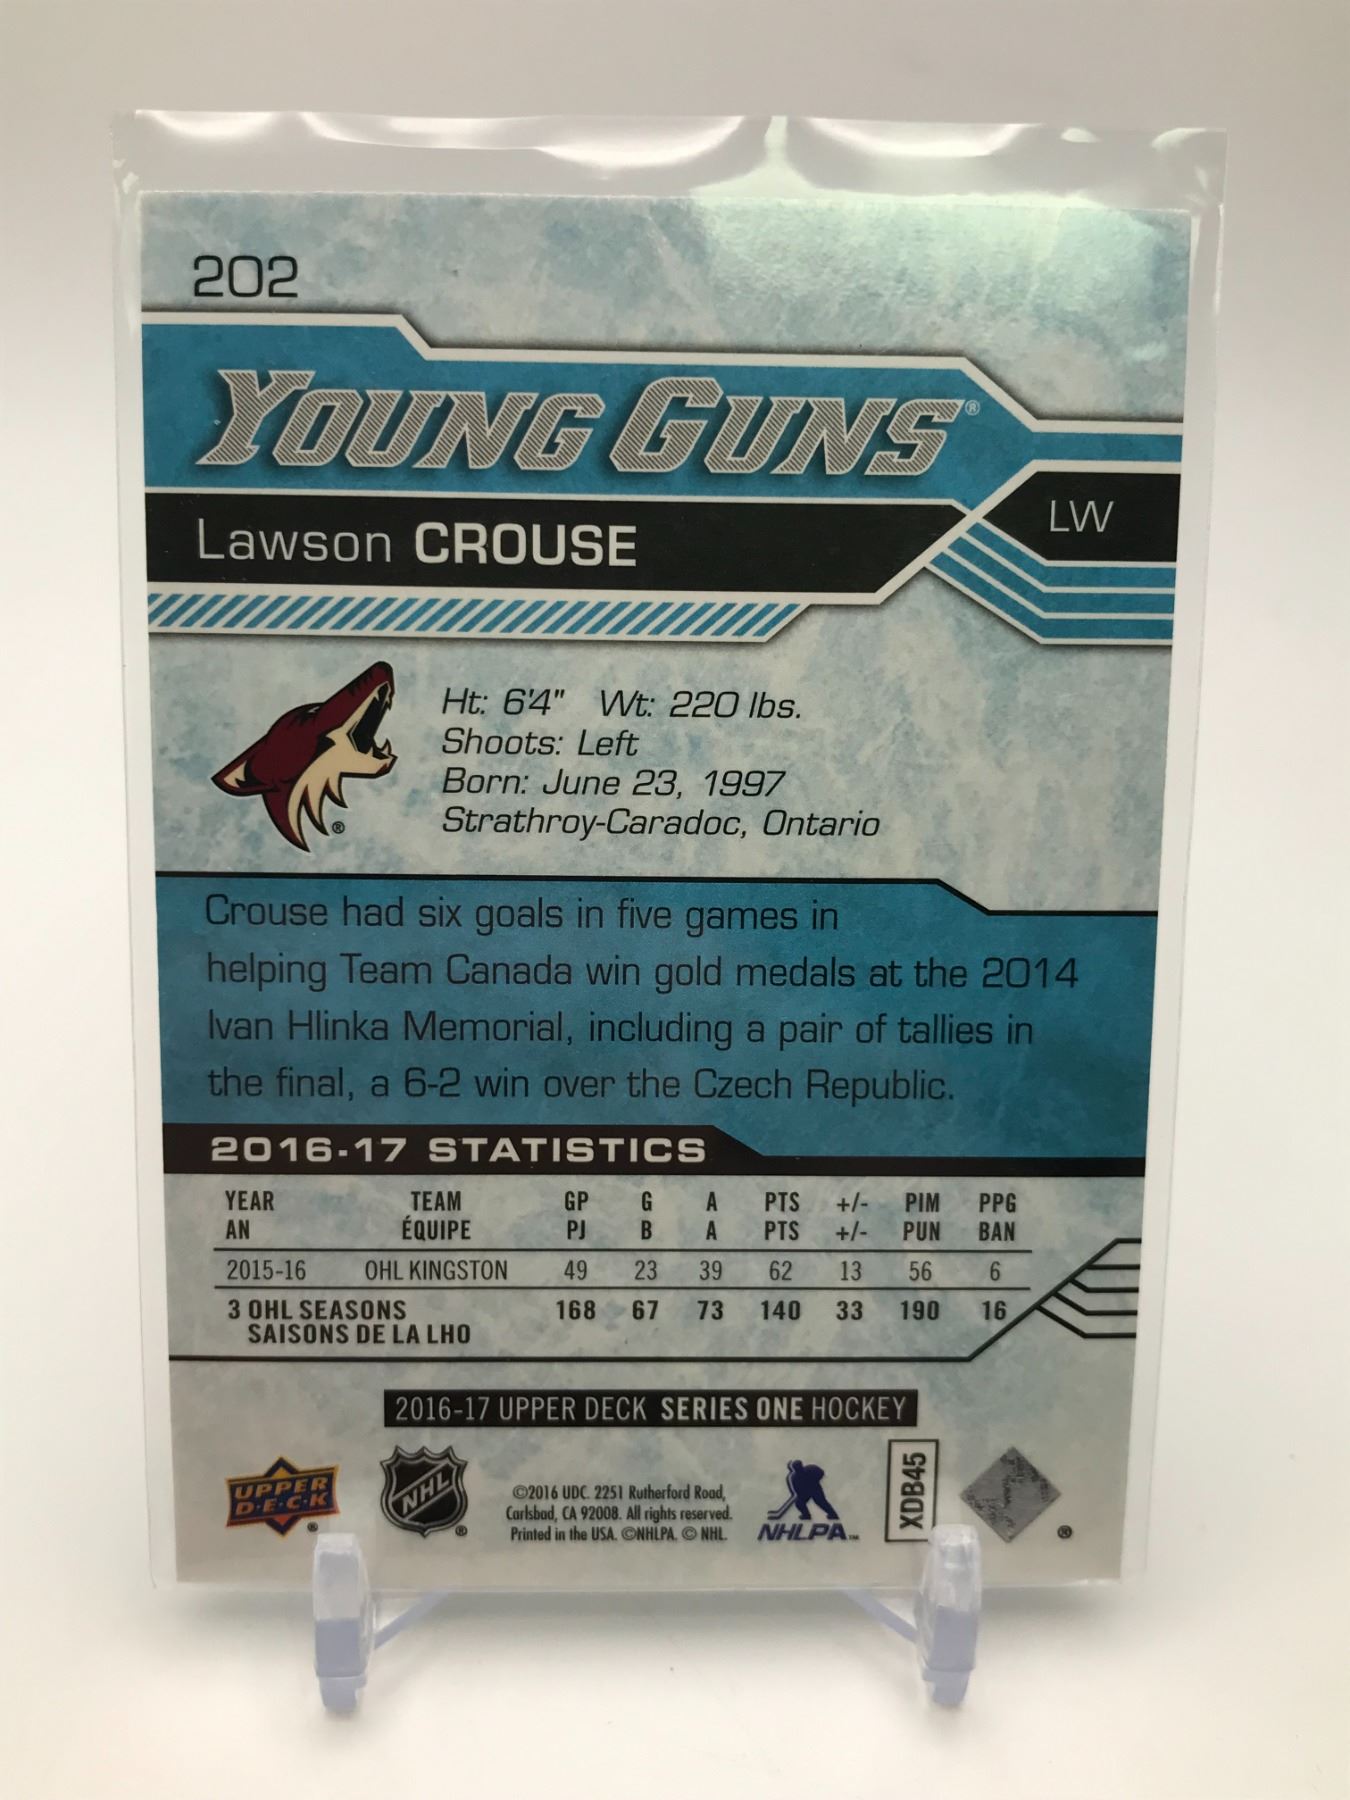 202
YOUNG GUNS®
Lawson CROUSE
LW
Ht: 6'4" Wt: 220 lbs.
Shoots: Left
Born: June 23, 1997
Strathroy-Caradoc, Ontario
®
Crouse had six goals in five games in
helping Team Canada win gold medals at the 2014
Ivan Hlinka Memorial, including a pair of tallies in
the final, a 6-2 win over the Czech Republic.
2016-17 STATISTICS
YEAR TEAM GP G A PTS +/- PIM PPG
AN ÉQUIPE PJ B A PTS +/- PUN BAN
2015-16 OHL KINGSTON 49 23 39 62 13 56 6
3 OHL SEASONS 168 67 73 140 33 190 16
SAISONS DE LA LHO
2016-17 UPPER DECK SERIES ONE HOCKEY
UPPER
D·E·C·K
®
NHL
®
©2016 UDC. 2251 Rutherford Road,
Carlsbad, CA 92008. All rights reserved.
Printed in the USA. ©NHLPA. © NHL.
NHLPA™
XDB45
®